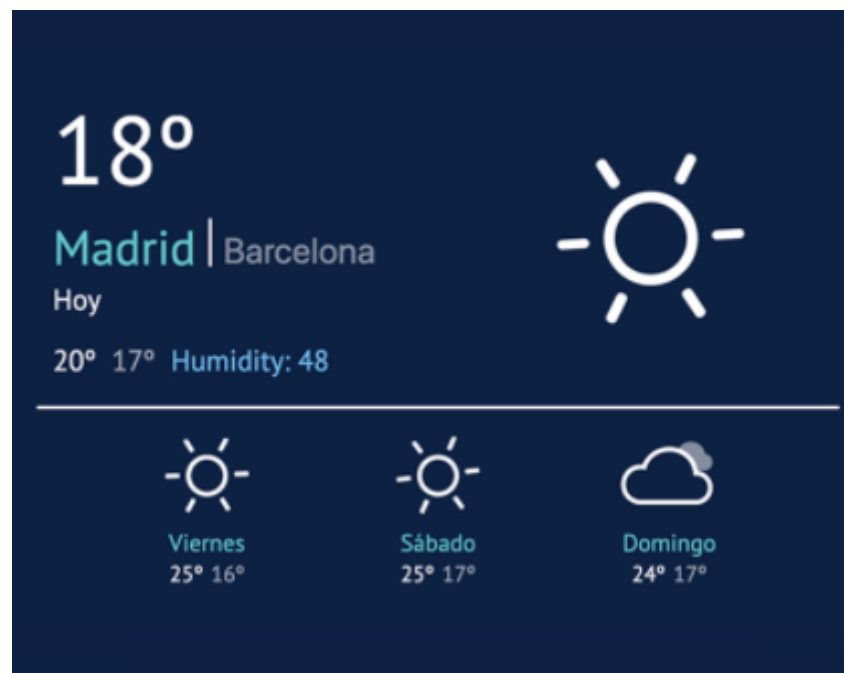 18º
Madrid | Barcelona
Hoy
20º 17º Humidity: 48
Viernes Sábado Domingo
25º 16º 25º 17º 24º 17º